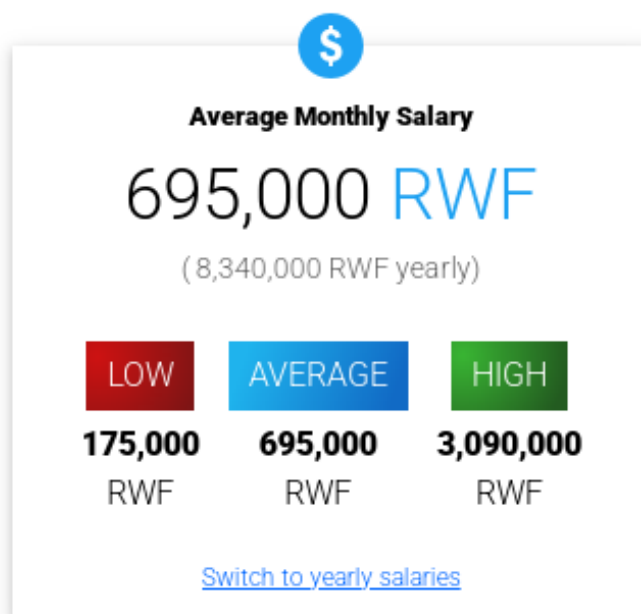 $
Average Monthly Salary
695,000 RWF
( 8,340,000 RWF yearly)
LOW AVERAGE HIGH
175,000 695,000 3,090,000
RWF RWF RWF
Switch to yearly salaries